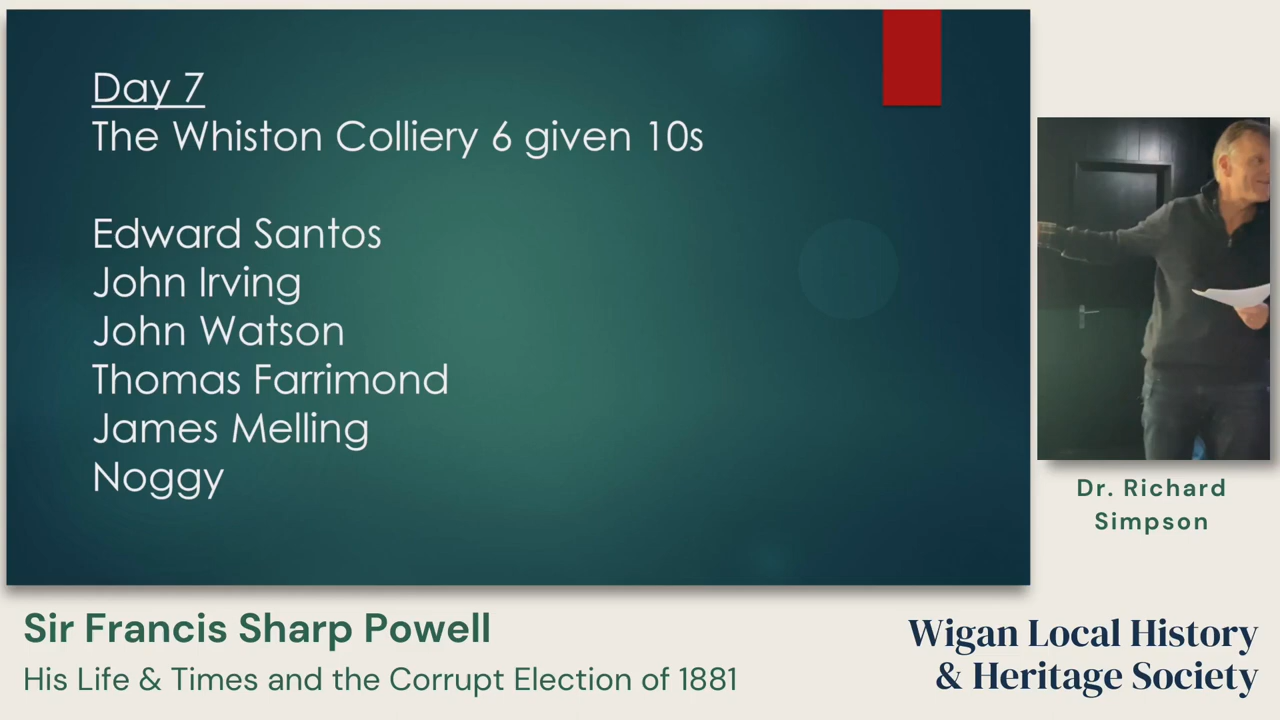 Day 7
The Whiston Colliery 6 given 10s
Edward Santos
John Irving
John Watson
Thomas Farrimond
James Melling
Noggy
Dr. Richard
Simpson
Sir Francis Sharp Powell
His Life & Times and the Corrupt Election of 1881
Wigan Local History
& Heritage Society